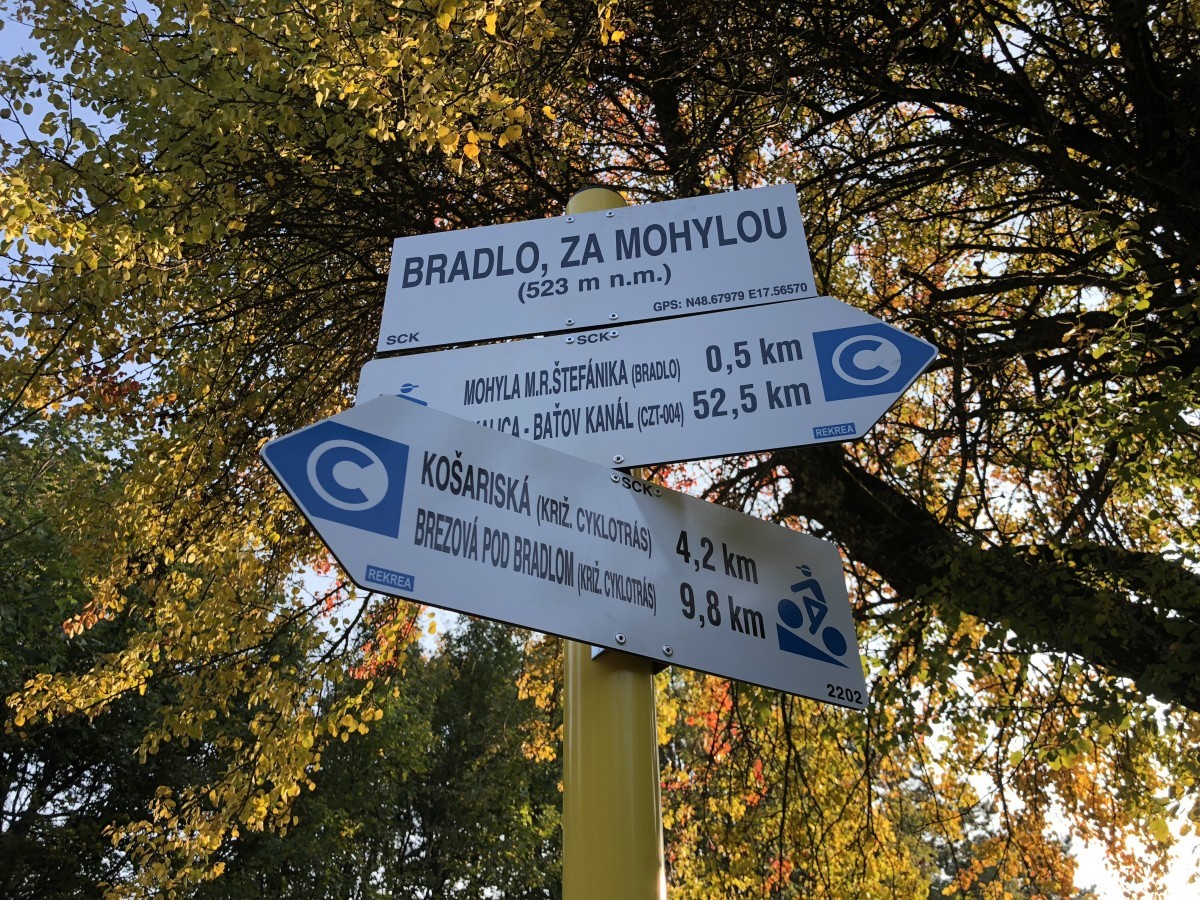 BRADLO, ZA MOHYLOU
(523 m n.m.)
GPS: N48.67979 E17.56570
SCK
SCK
MOHYLA M.R.ŠTEFÁNIKA (BRADLO) 0,5 km
- BAŤOV KANÁL (CZT-004) 52,5 km
C
REKREA
SCK
C
KOŠARISKÁ (KRIŽ. CYKLOTRÁS) 4,2 km
BREZOVÁ POD BRADLOM (KRIŽ. CYKLOTRÁS) 9,8 km
REKREA
2202